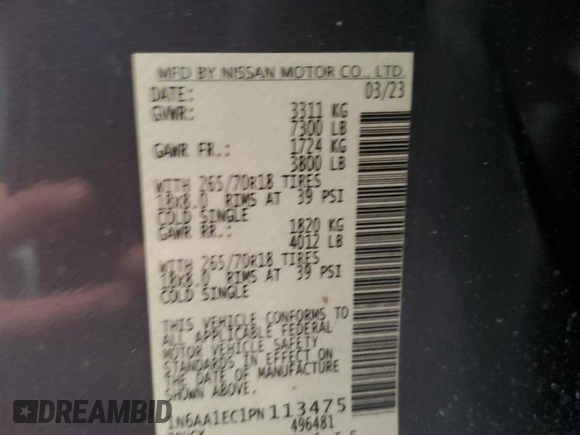 MFD BY NISSAN MOTOR CO., LTD.
DATE: 03/23
GVWR: 3311 KG
7300 LB
GAWR FR.: 1724 KG
3800 LB
WITH 265/70R18 TIRES
18x8.0 RIMS AT 39 PSI
COLD SINGLE
GAWR RR.: 1820 KG
4012 LB
WITH 265/70R18 TIRES
18x8.0 RIMS AT 39 PSI
COLD SINGLE
THIS VEHICLE CONFORMS TO
ALL APPLICABLE FEDERAL
MOTOR VEHICLE SAFETY
STANDARDS IN EFFECT ON
THE DATE OF MANUFACTURE
SHOWN ABOVE.
1N6AA1EC1PN113475
496481
TRUCK
DREAMBID